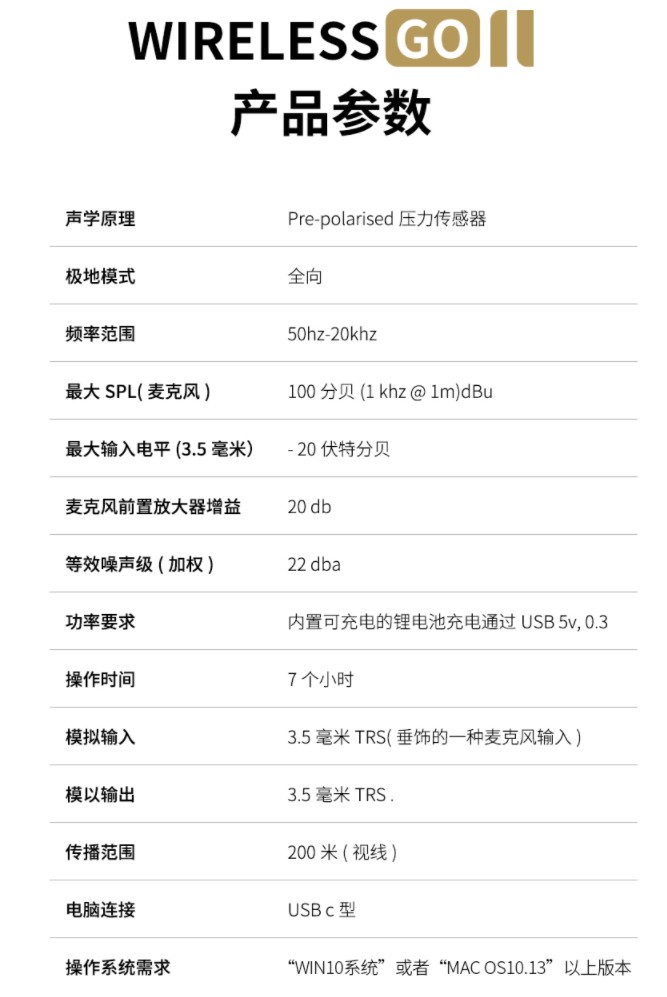 WIRELESS GO II
产品参数
声学原理 Pre-polarised 压力传感器
极地模式 全向
频率范围 50hz-20khz
最大 SPL( 麦克风 ) 100 分贝 (1 khz @ 1m)dBu
最大输入电平 (3.5 毫米） - 20 伏特分贝
麦克风前置放大器增益 20 db
等效噪声级 ( 加权 ) 22 dba
功率要求 内置可充电的锂电池充电通过 USB 5v, 0.3
操作时间 7 个小时
模拟输入 3.5 毫米 TRS( 垂饰的一种麦克风输入 )
模以输出 3.5 毫米 TRS .
传播范围 200 米 ( 视线 )
电脑连接 USB c 型
操作系统需求 “WIN10系统”或者“MAC OS10.13”以上版本